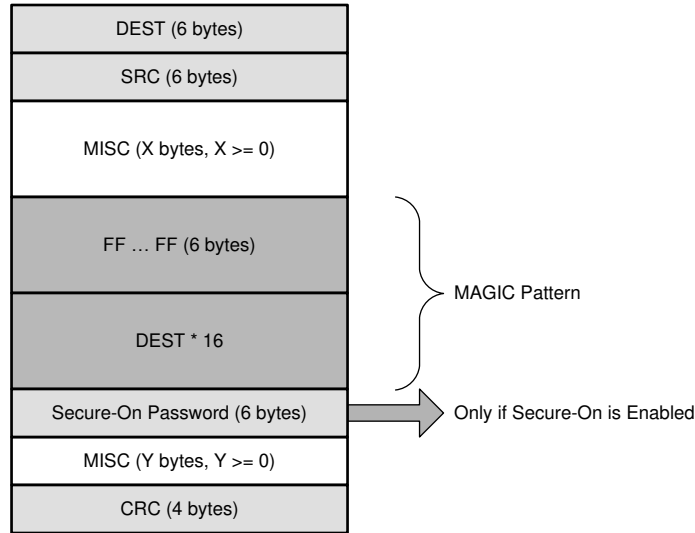 DEST (6 bytes)
SRC (6 bytes)
MISC (X bytes, X >= 0)
FF … FF (6 bytes)
MAGIC Pattern
DEST * 16
Secure-On Password (6 bytes)
Only if Secure-On is Enabled
MISC (Y bytes, Y >= 0)
CRC (4 bytes)